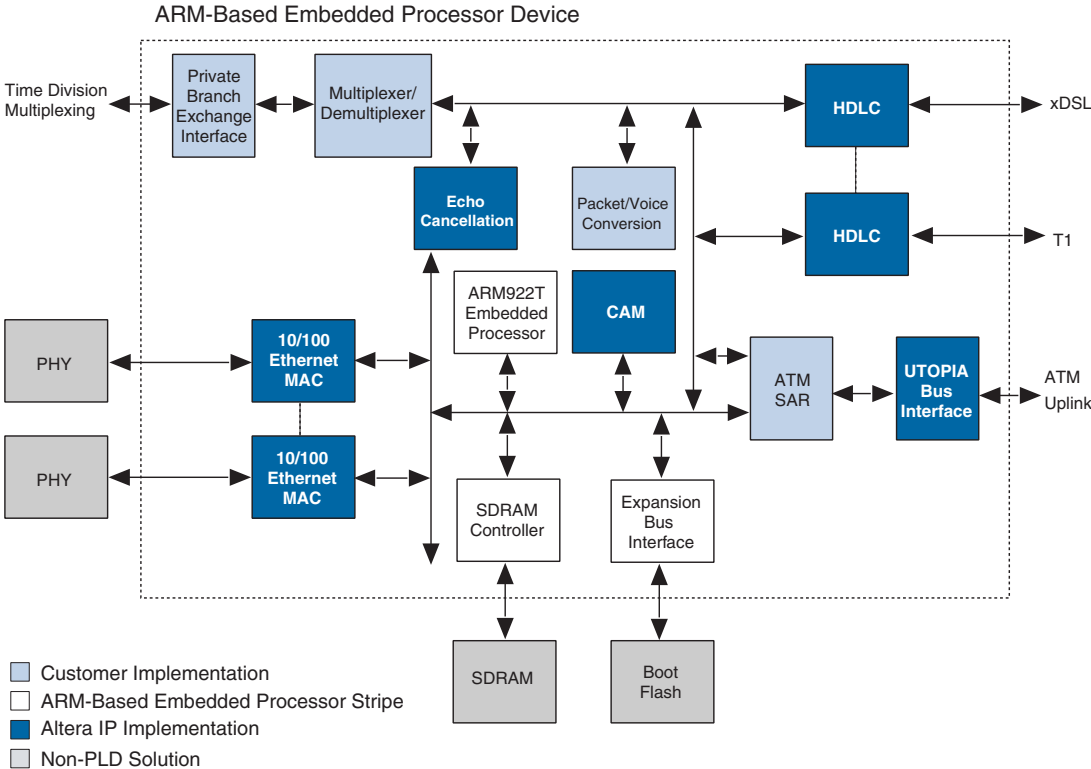 ARM-Based Embedded Processor Device
Time Division
Multiplexing
Private
Branch
Exchange
Interface
Multiplexer/
Demultiplexer
HDLC
xDSL
Echo
Cancellation
Packet/Voice
Conversion
HDLC
T1
ARM922T
Embedded
Processor
CAM
PHY
10/100
Ethernet
MAC
ATM
SAR
UTOPIA
Bus
Interface
ATM
Uplink
PHY
10/100
Ethernet
MAC
SDRAM
Controller
Expansion
Bus
Interface
SDRAM
Boot
Flash
Customer Implementation
ARM-Based Embedded Processor Stripe
Altera IP Implementation
Non-PLD Solution